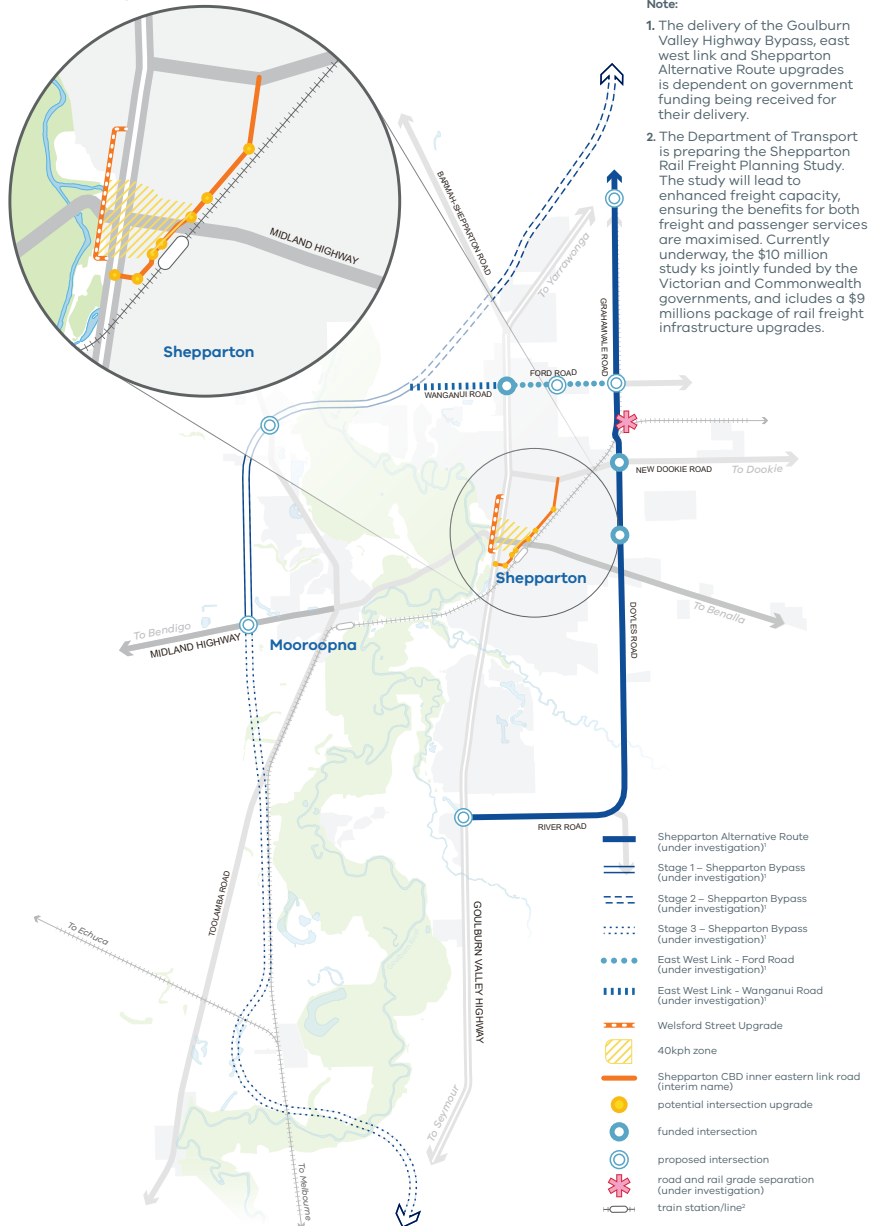 Note:
1. The delivery of the Goulburn
Valley Highway Bypass, east
west link and Shepparton
Alternative Route upgrades
is dependent on government
funding being received for
their delivery.
2. The Department of Transport
is preparing the Shepparton
Rail Freight Planning Study.
The study will lead to
enhanced freight capacity,
ensuring the benefits for both
freight and passenger services
are maximised. Currently
underway, the $10 million
study ks jointly funded by the
Victorian and Commonwealth
governments, and icludes a $9
millions package of rail freight
infrastructure upgrades.
MIDLAND HIGHWAY
Shepparton
BARMAH-SHEPPARTON ROAD
To Yarrawonga
GRAHAMVALE ROAD
FORD ROAD
WANGANUI ROAD
NEW DOOKIE ROAD
To Dookie
Shepparton
To Benalla
DOYLES ROAD
To Bendigo
MIDLAND HIGHWAY
Mooroopna
RIVER ROAD
TOOLAMBA ROAD
To Echuca
GOULBURN VALLEY HIGHWAY
To Seymour
To Melbourne
Shepparton Alternative Route
(under investigation)¹
Stage 1 – Shepparton Bypass
(under investigation)¹
Stage 2 – Shepparton Bypass
(under investigation)¹
Stage 3 – Shepparton Bypass
(under investigation)¹
East West Link - Ford Road
(under investigation)¹
East West Link - Wanganui Road
(under investigation)¹
Welsford Street Upgrade
40kph zone
Shepparton CBD inner eastern link road
(interim name)
potential intersection upgrade
funded intersection
proposed intersection
road and rail grade separation
(under investigation)
train station/line²